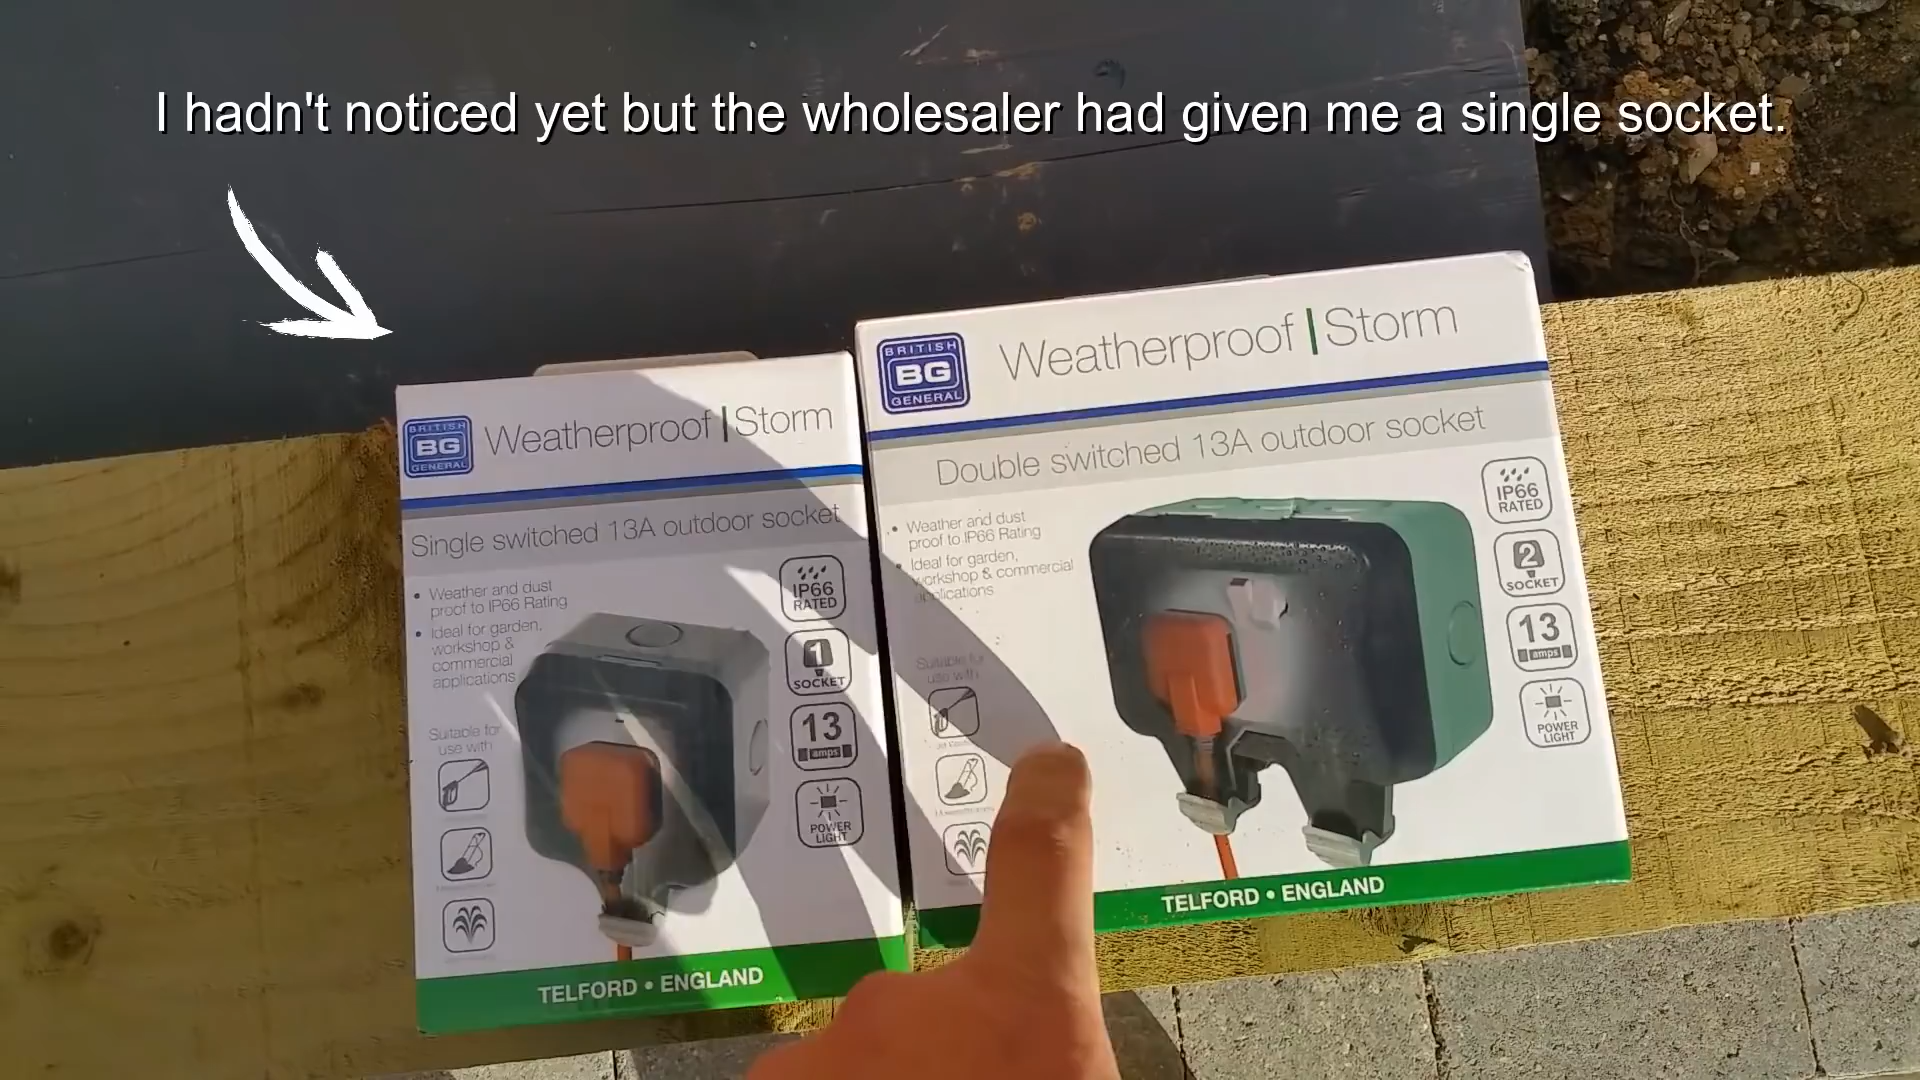 I hadn't noticed yet but the wholesaler had given me a single socket.
BRITISH
BG
GENERAL
Weatherproof | Storm
Single switched 13A outdoor socket
• Weather and dust
proof to IP66 Rating
• Ideal for garden,
workshop &
commercial
applications
Suitable for
use with
IP66
RATED
1
SOCKET
13
amps
POWER
LIGHT
TELFORD • ENGLAND
BRITISH
BG
GENERAL
Weatherproof | Storm
Double switched 13A outdoor socket
• Weather and dust
proof to IP66 Rating
• Ideal for garden,
workshop & commercial
applications
Suitable for
use with
IP66
RATED
2
SOCKET
13
amps
POWER
LIGHT
TELFORD • ENGLAND